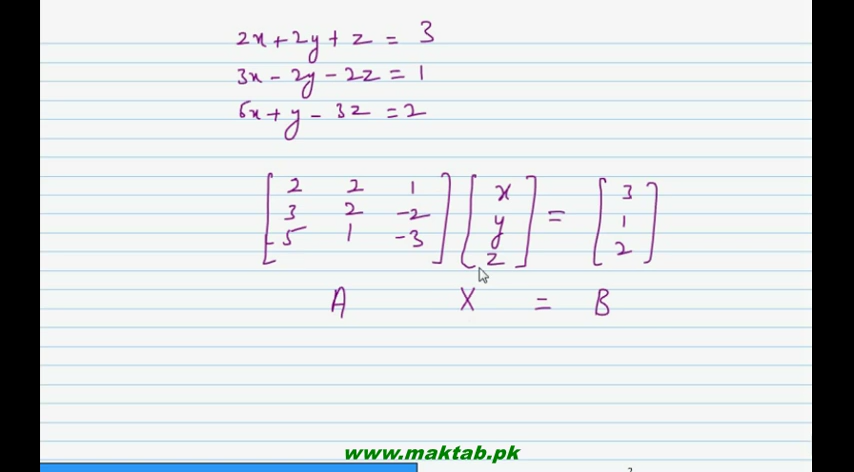 2x + 2y + z = 3
3x - 2y - 2z = 1
5x + y - 3z = 2
[2 2 1] [x] = [3]
[3 2 -2] [y] [1]
[5 1 -3] [z] [2]
A X = B
www.maktab.pk